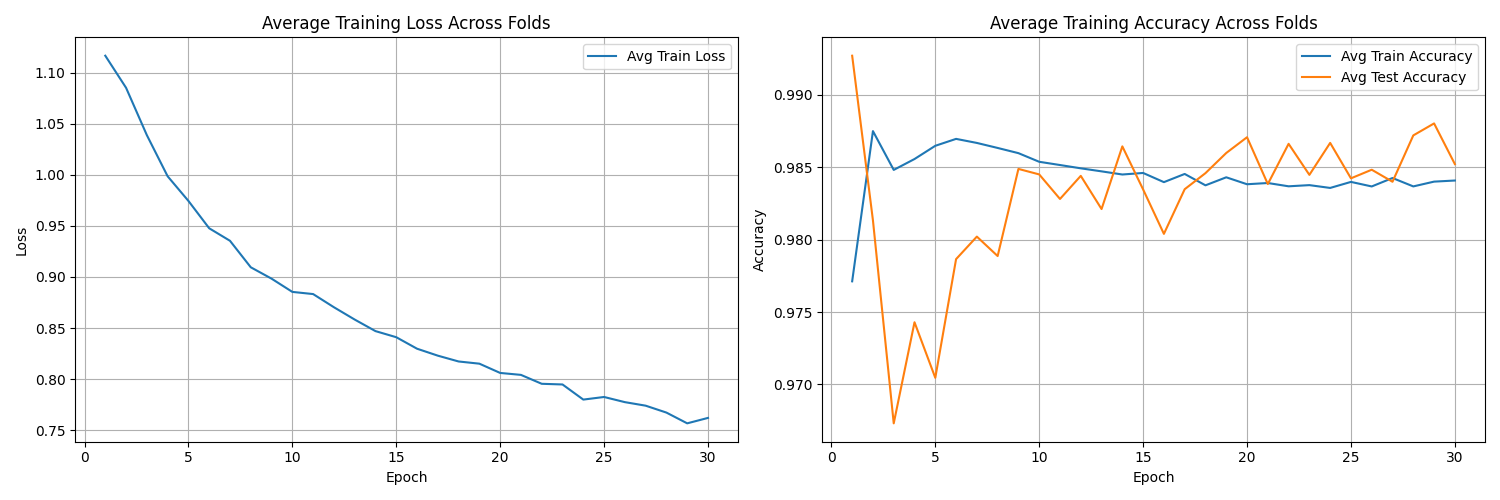 Average Training Loss Across Folds
Avg Train Loss
1.10
1.05
1.00
0.95
0.90
0.85
0.80
0.75
Loss
0 5 10 15 20 25 30
Epoch
Average Training Accuracy Across Folds
Avg Train Accuracy
Avg Test Accuracy
0.990
0.985
0.980
0.975
0.970
Accuracy
0 5 10 15 20 25 30
Epoch